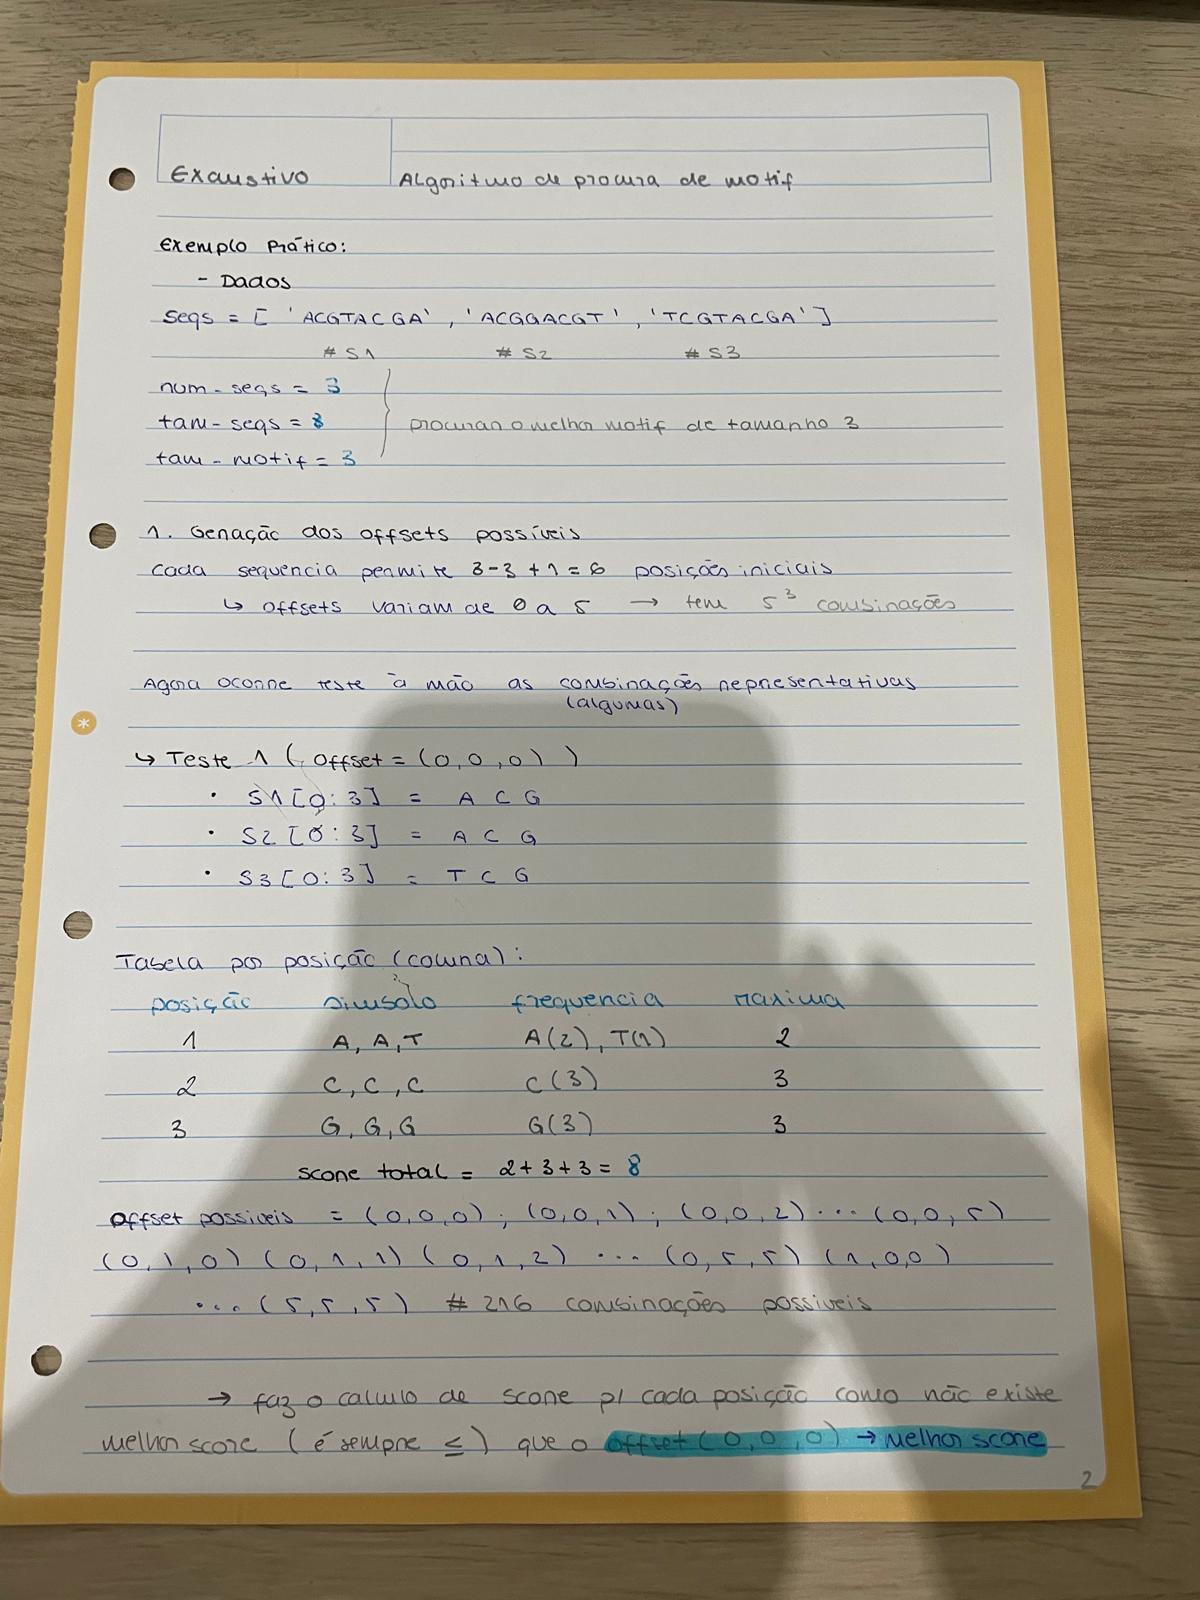 Exaustivo
Algoritmo de procura de motif
Exemplo Prático:
- Dados
seqs = [ 'ACGTACGA' , 'ACGGACGT' , 'TCGTACGA' ]
# S1 # S2 # S3
num-seqs = 3
tam-seqs = 8
procurar o melhor motif de tamanho 3
tam-motif = 3
1. Geração dos offsets possíveis
Cada sequencia permite 8-3+1=6 posições iniciais
↳ offsets variam de 0 a 5 → tem 5³ combinações
Agora ocorre teste à mão as combinações representativas
(algumas)
↳ Teste 1 ( offset = (0,0,0) )
• S1[0:3] = A C G
• S2[0:3] = A C G
• S3[0:3] = T C G
Tabela por posição (coluna):
posição simbolo frequencia maxima
1 A, A, T A(2), T(1) 2
2 C, C, C C(3) 3
3 G, G, G G(3) 3
score total = 2+3+3 = 8
offset possiveis = (0,0,0) ; (0,0,1) ; (0,0,2) ... (0,0,5)
(0,1,0) (0,1,1) (0,1,2) ... (0,5,5) (1,0,0)
... (5,5,5) # 216 combinações possiveis
→ faz o calculo de score p/ cada posição como não existe
melhor score (é sempre ≤) que o offset (0,0,0) → melhor score
2